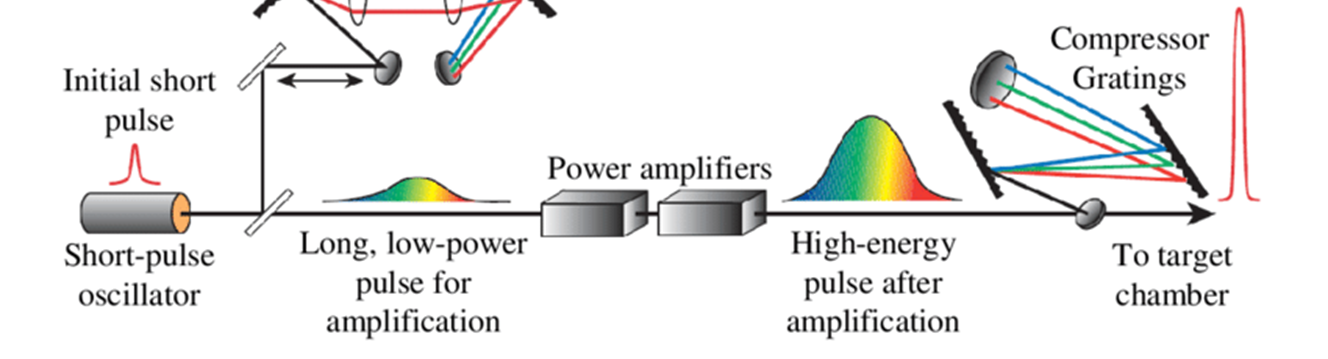 Initial short
pulse
Short-pulse
oscillator
Long, low-power
pulse for
amplification
Power amplifiers
High-energy
pulse after
amplification
Compressor
Gratings
To target
chamber